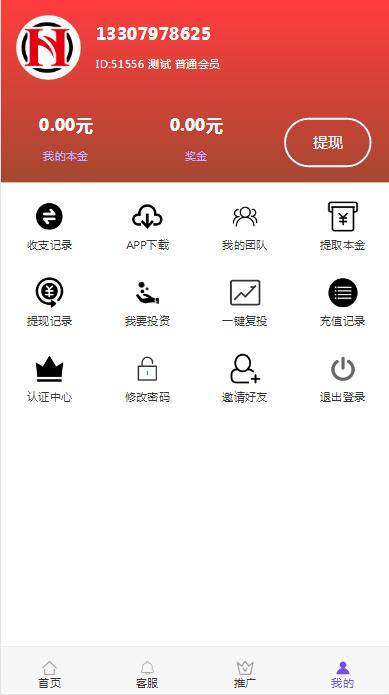 13307978625
ID:51556 测试 普通会员
0.00元 0.00元
提现
我的本金 奖金
收支记录 APP下载 我的团队 提取本金
提现记录 我要投资 一键复投 充值记录
认证中心 修改密码 邀请好友 退出登录
首页 客服 推广 我的